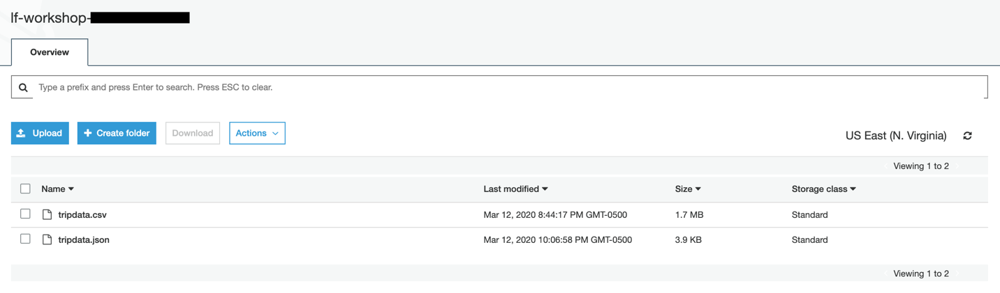 lf-workshop-
Overview
Type a prefix and press Enter to search. Press ESC to clear.
Upload Create folder Download Actions US East (N. Virginia)
Viewing 1 to 2
Name Last modified Size Storage class
tripdata.csv Mar 12, 2020 8:44:17 PM GMT-0500 1.7 MB Standard
tripdata.json Mar 12, 2020 10:06:58 PM GMT-0500 3.9 KB Standard
Viewing 1 to 2